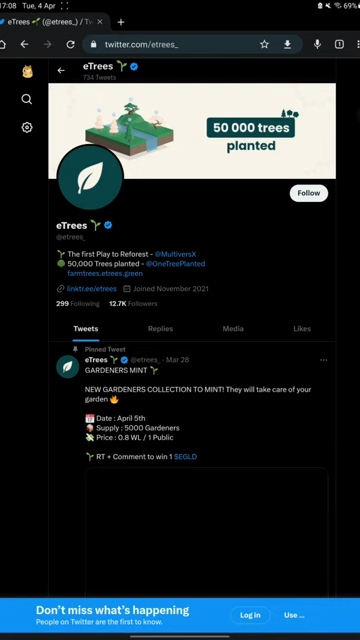 17:08 Tue, 4 Apr 69%
eTrees 🌱 (@etrees_) / T
twitter.com/etrees_
eTrees 🌱
734 Tweets
50 000 trees
planted
Follow
eTrees 🌱
@etrees_
🌱 The first Play to Reforest - @MultiversX
🌳 50,000 Trees planted - @OneTreePlanted
farmtrees.etrees.green
linktr.ee/etrees Joined November 2021
299 Following 12.7K Followers
Tweets Replies Media Likes
Pinned Tweet
eTrees 🌱 @etrees_ · Mar 28
GARDENERS MINT 🌱
NEW GARDENERS COLLECTION TO MINT! They will take care of your
garden 🔥
📅 Date : April 5th
📦 Supply : 5000 Gardeners
💸 Price : 0.8 WL / 1 Public
🌱 RT + Comment to win 1 $EGLD
Don't miss what's happening
People on Twitter are the first to know.
Log in Use ...